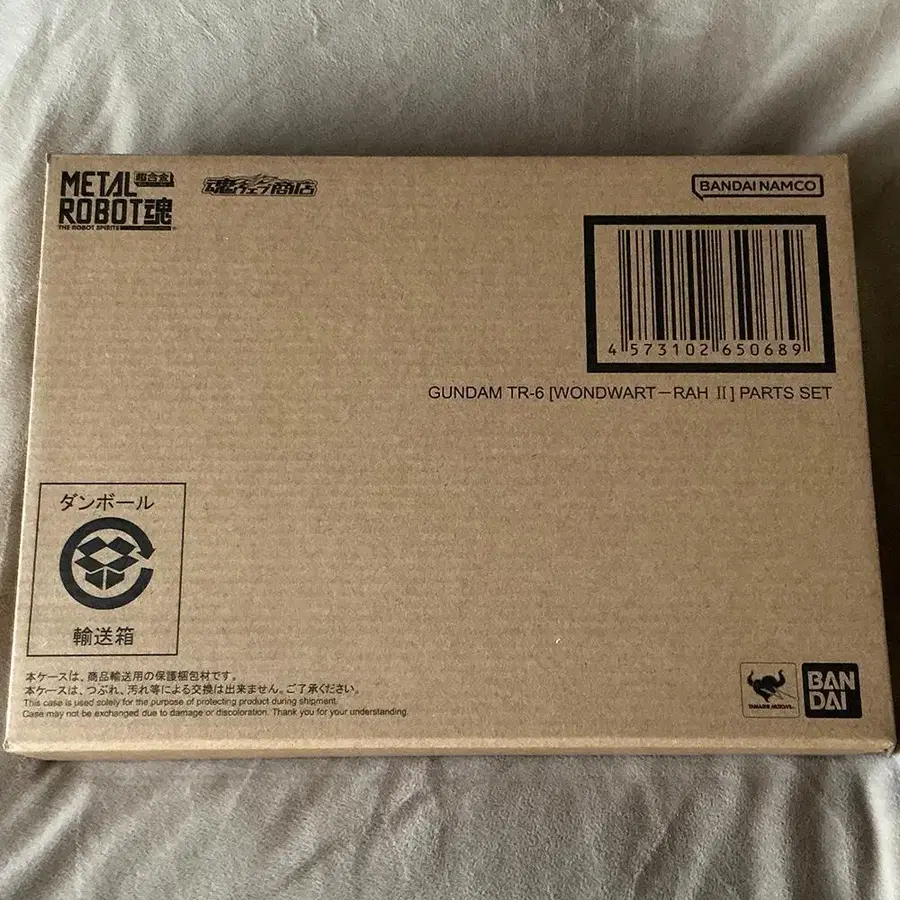 METAL 超合金
ROBOT魂
THE ROBOT SPIRITS
魂ウェブ商店
BANDAI NAMCO
4 573102 650689
GUNDAM TR-6 [WONDWART－RAH Ⅱ] PARTS SET
ダンボール
輸送箱
本ケースは、商品輸送用の保護梱包材です。
本ケースは、つぶれ、汚れ等による交換は出来ません。ご了承ください。
This case is used solely for the purpose of protecting product during shipment.
Case may not be exchanged due to damage or discoloration. Thank you for your understanding.
TAMASHII NATIONS
BAN
DAI